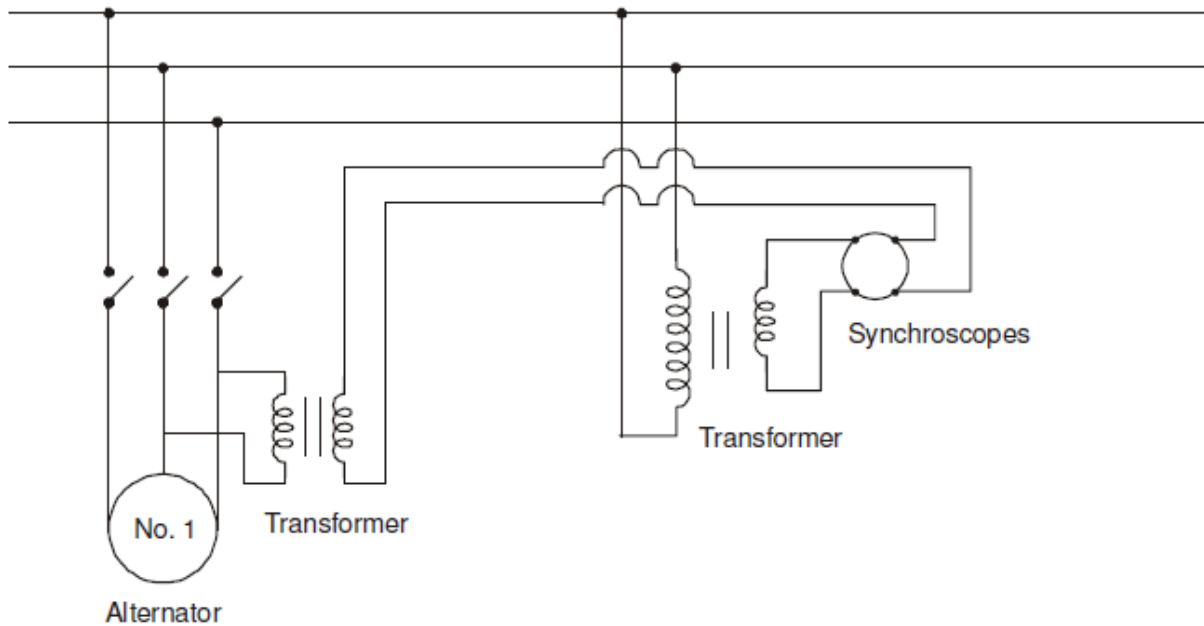 Synchroscopes
Transformer
No. 1
Transformer
Alternator